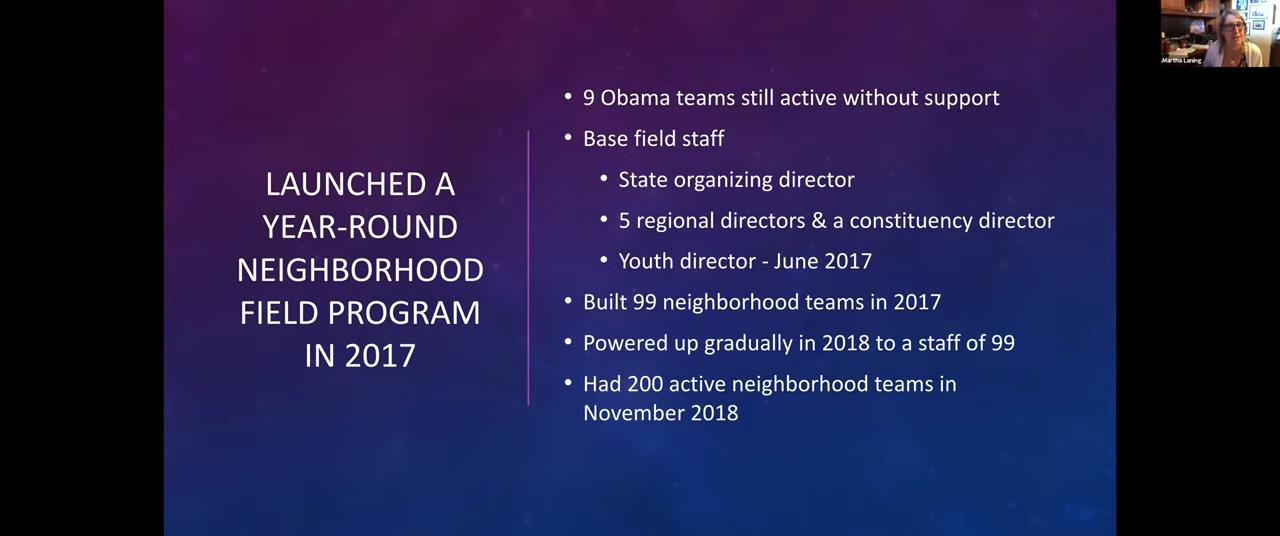 LAUNCHED A
YEAR-ROUND
NEIGHBORHOOD
FIELD PROGRAM
IN 2017
• 9 Obama teams still active without support
• Base field staff
• State organizing director
• 5 regional directors & a constituency director
• Youth director - June 2017
• Built 99 neighborhood teams in 2017
• Powered up gradually in 2018 to a staff of 99
• Had 200 active neighborhood teams in
November 2018
Martha Laning